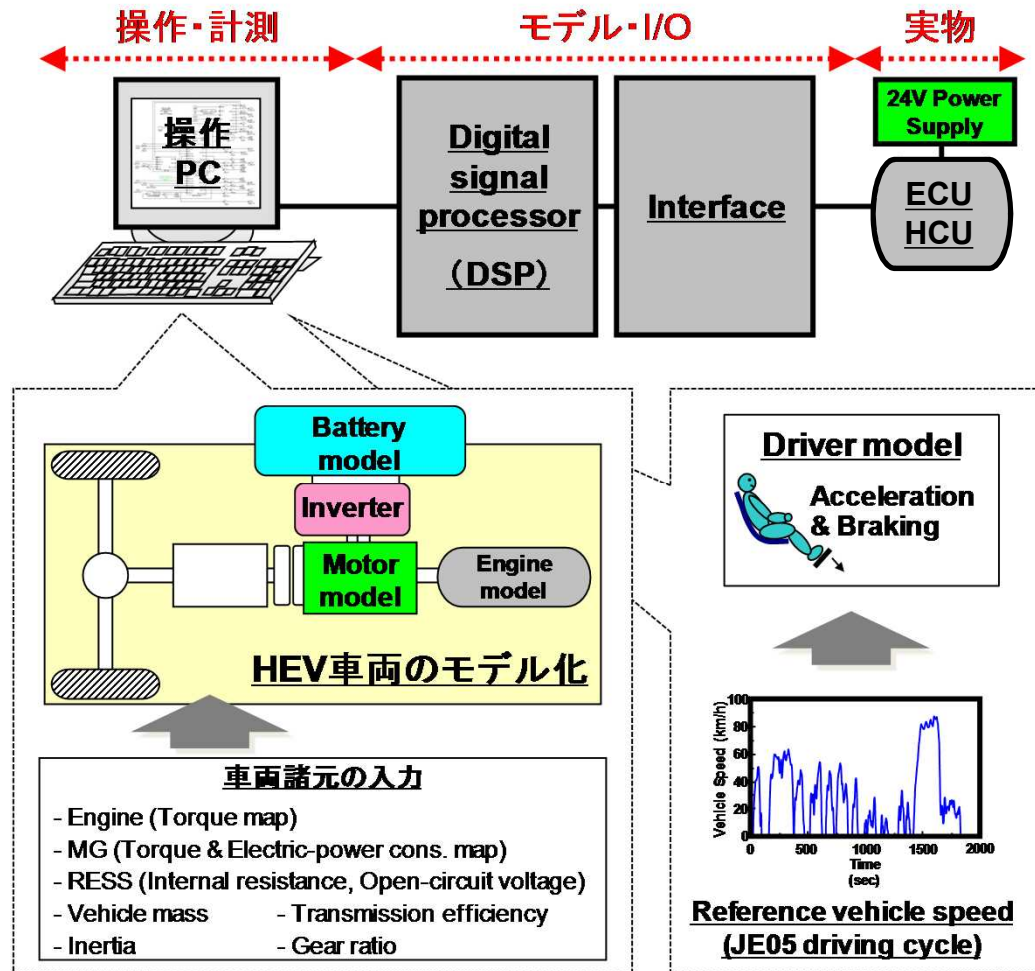 操作・計測
モデル・I/O
実物
操作
PC
Digital
signal
processor
（DSP）
Interface
24V Power
Supply
ECU
HCU
Battery
model
Inverter
Motor
model
Engine
model
HEV車両のモデル化
車両諸元の入力
- Engine (Torque map)
- MG (Torque & Electric-power cons. map)
- RESS (Internal resistance, Open-circuit voltage)
- Vehicle mass - Transmission efficiency
- Inertia - Gear ratio
Driver model
Acceleration
& Braking
Vehicle Speed (km/h)
100
80
60
40
20
0
0 500 1000 1500 2000
Time
(sec)
Reference vehicle speed
(JE05 driving cycle)